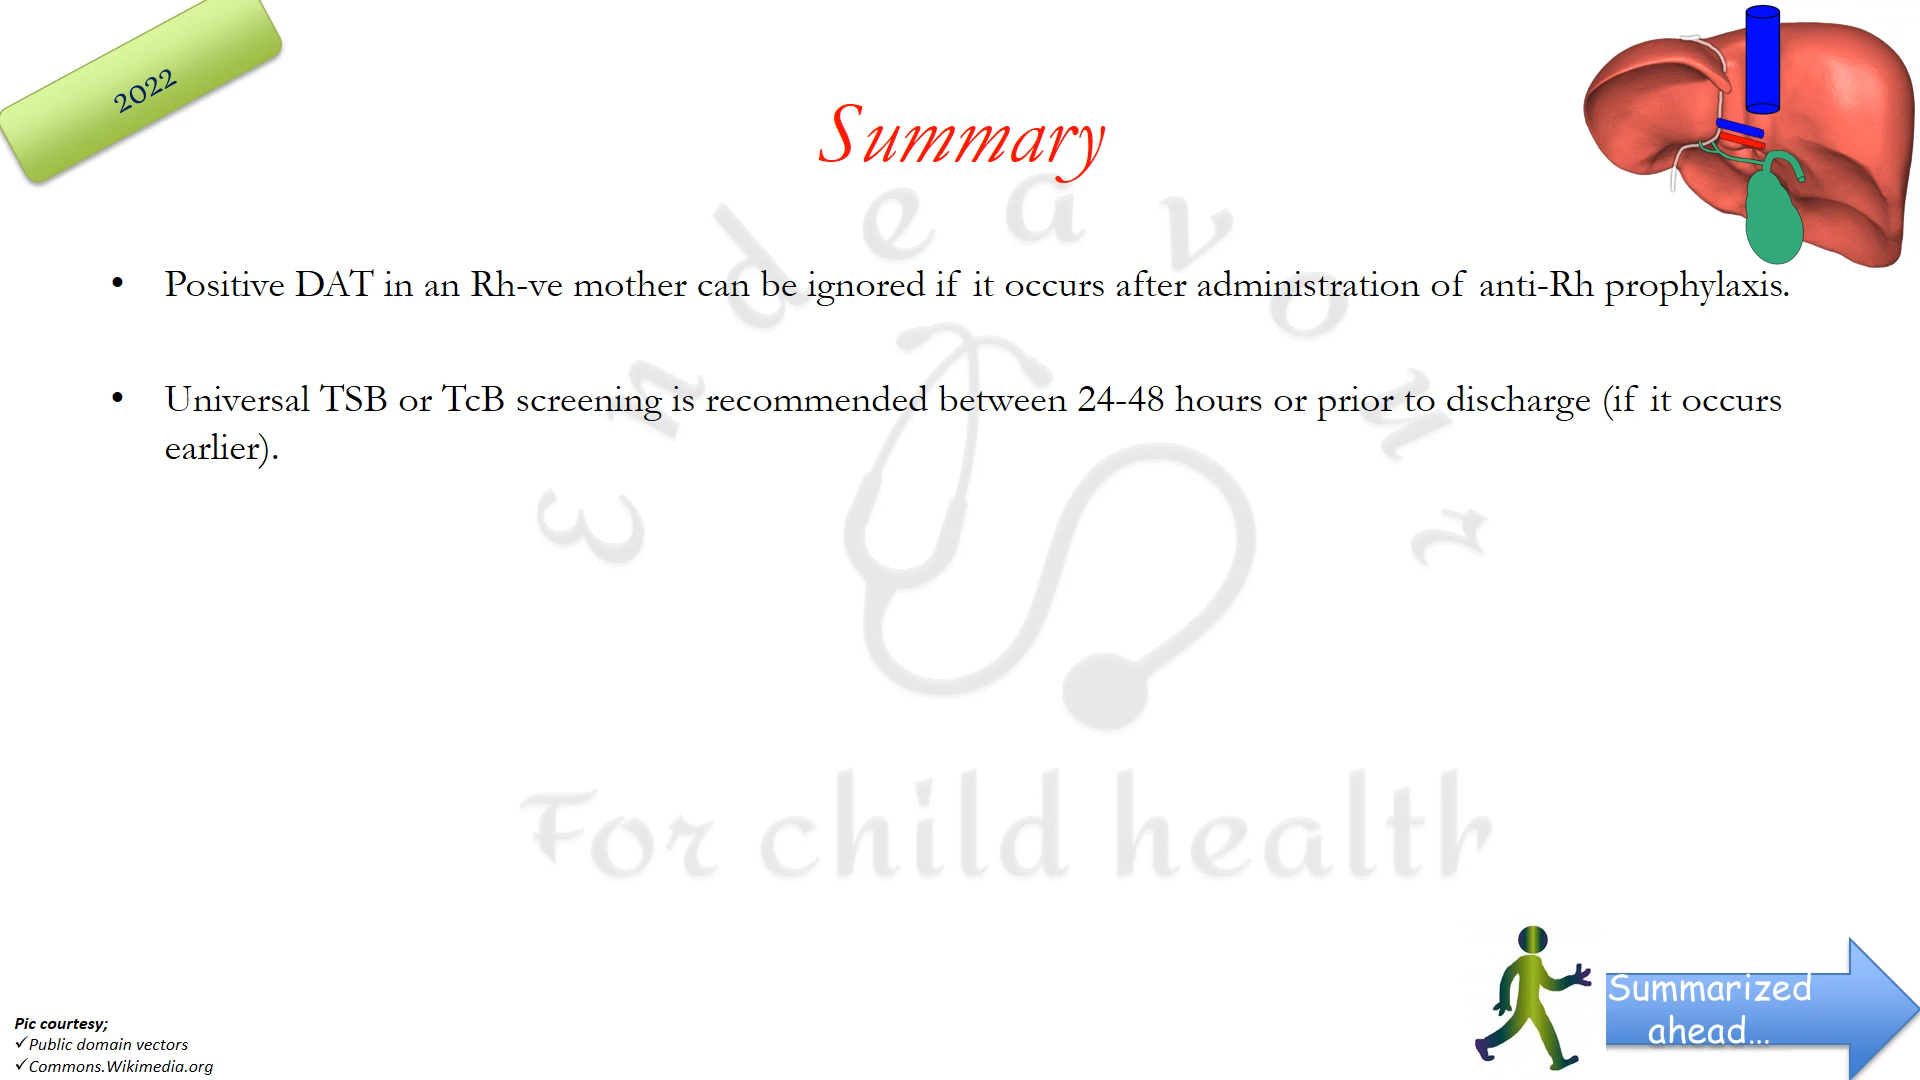 2022
Summary
• Positive DAT in an Rh-ve mother can be ignored if it occurs after administration of anti-Rh prophylaxis.
• Universal TSB or TcB screening is recommended between 24-48 hours or prior to discharge (if it occurs
earlier).
Endeavour
For child health
Summarized
ahead...
Pic courtesy;
✓Public domain vectors
✓Commons.Wikimedia.org